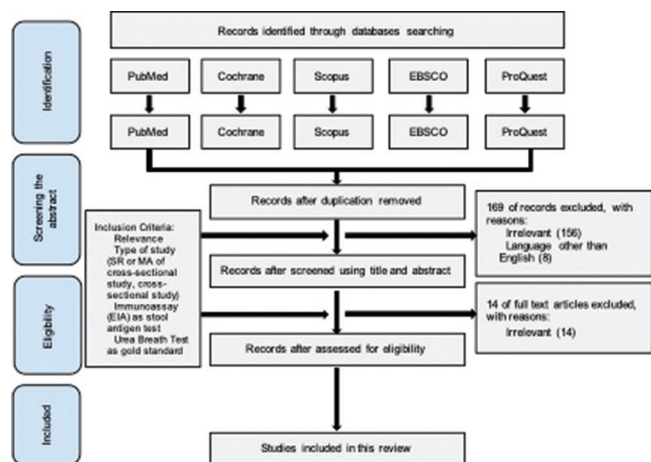 Identification
Records identified through databases searching
PubMed
Cochrane
Scopus
EBSCO
ProQuest
PubMed
Cochrane
Scopus
EBSCO
ProQuest
Screening the
abstract
Records after duplication removed
169 of records excluded, with
reasons:
Irrelevant (156)
Language other than
English (8)
Inclusion Criteria:
Relevance
Type of study
(SR or MA of
cross-sectional
study, cross-
sectional study)
Immunoassay
(EIA) as stool
antigen test
Urea Breath Test
as gold standard
Records after screened using title and abstract
Eligibility
14 of full text articles excluded,
with reasons:
Irrelevant (14)
Records after assessed for eligibility
Included
Studies included in this review